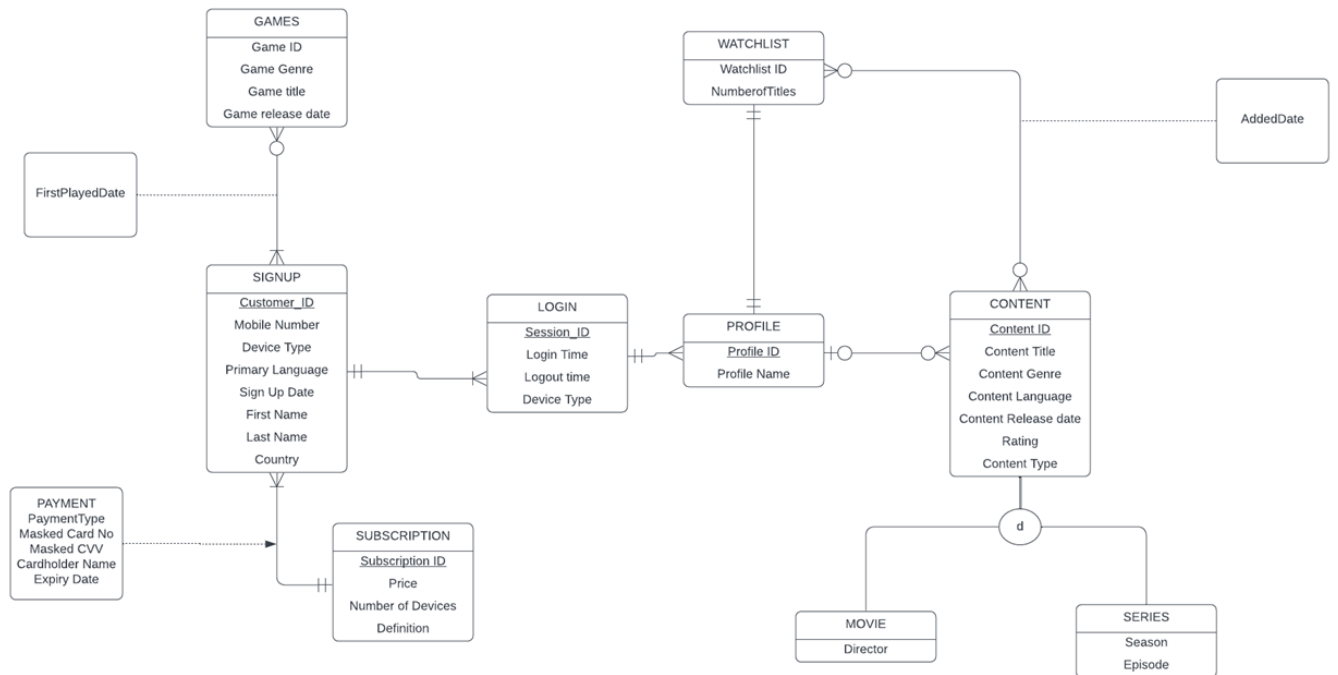 GAMES
Game ID
Game Genre
Game title
Game release date
WATCHLIST
Watchlist ID
NumberofTitles
AddedDate
FirstPlayedDate
SIGNUP
Customer_ID
Mobile Number
Device Type
Primary Language
Sign Up Date
First Name
Last Name
Country
LOGIN
Session_ID
Login Time
Logout time
Device Type
PROFILE
Profile ID
Profile Name
CONTENT
Content ID
Content Title
Content Genre
Content Language
Content Release date
Rating
Content Type
PAYMENT
PaymentType
Masked Card No
Masked CVV
Cardholder Name
Expiry Date
SUBSCRIPTION
Subscription ID
Price
Number of Devices
Definition
d
MOVIE
Director
SERIES
Season
Episode